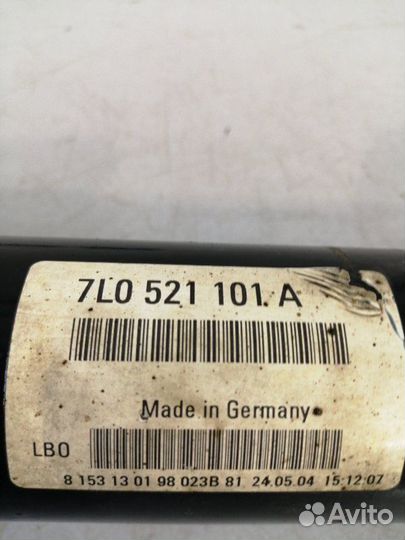 7L0 521 101 A
Made in Germany
LBO
8 153 13 01 98 023B 81 24.05.04 15:12:07
Avito